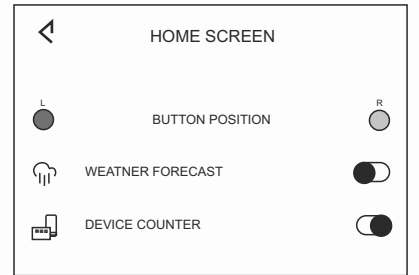 HOME SCREEN
L
BUTTON POSITION
R
WEATNER FORECAST
DEVICE COUNTER